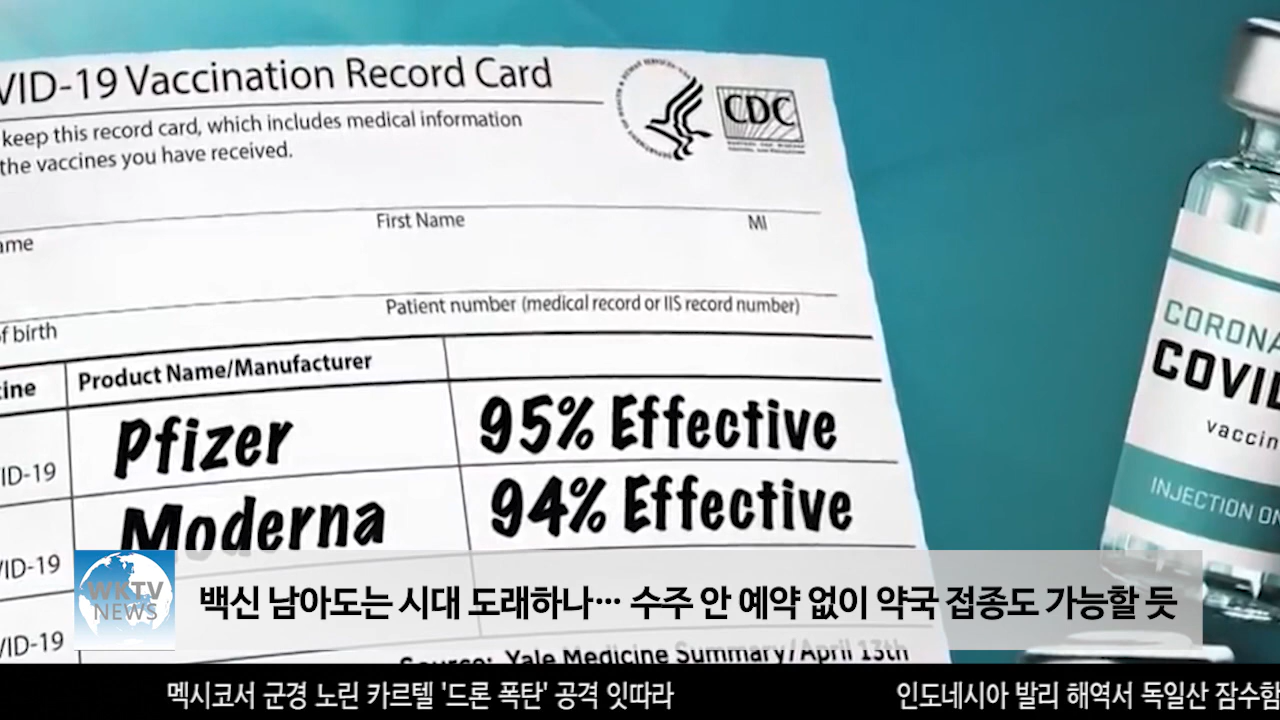 VID-19 Vaccination Record Card
keep this record card, which includes medical information
the vaccines you have received.
CDC
First Name
MI
ame
Patient number (medical record or IIS record number)
f birth
ine
Product Name/Manufacturer
Pfizer
95% Effective
ID-19
Moderna
94% Effective
VID-19
VID-19
CORONA
COVID
vaccin
INJECTION ON
WKTV
NEWS
백신 남아도는 시대 도래하나… 수주 안 예약 없이 약국 접종도 가능할 듯
Source: Yale Medicine Summary/April 13th
멕시코서 군경 노린 카르텔 '드론 폭탄' 공격 잇따라
인도네시아 발리 해역서 독일산 잠수함